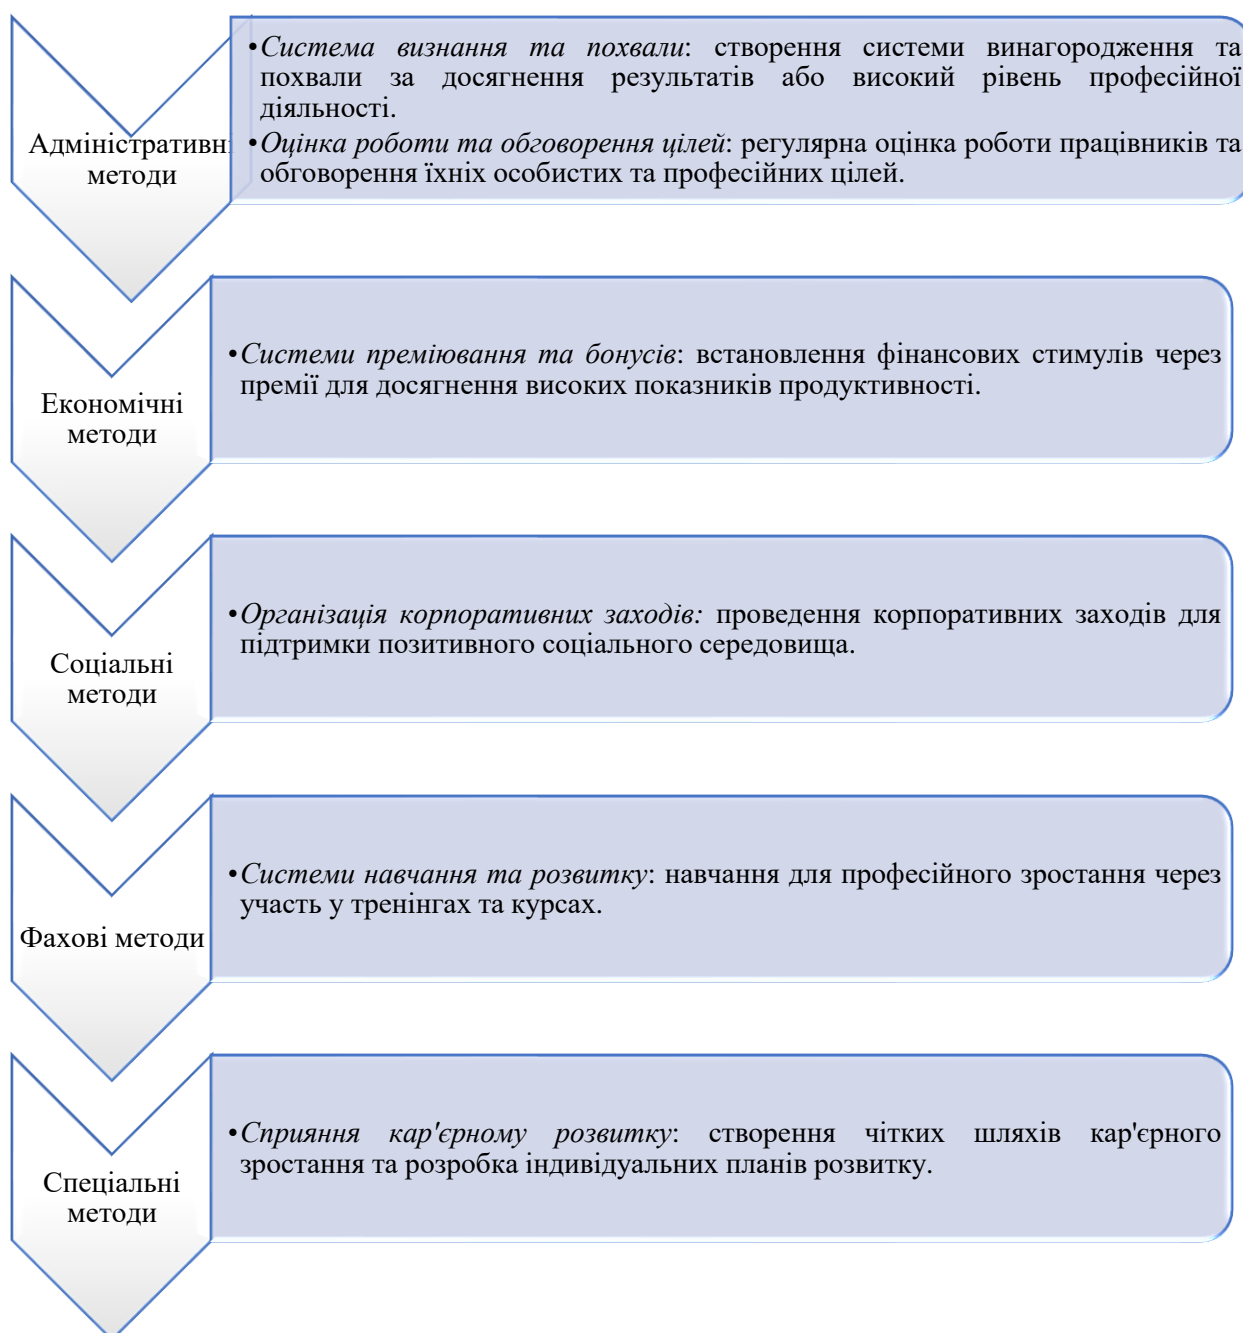 Адміністративні
методи
•Система визнання та похвали: створення системи винагородження та
похвали за досягнення результатів або високий рівень професійної
діяльності.
•Оцінка роботи та обговорення цілей: регулярна оцінка роботи працівників та
обговорення їхніх особистих та професійних цілей.
Економічні
методи
•Системи преміювання та бонусів: встановлення фінансових стимулів через
премії для досягнення високих показників продуктивності.
Соціальні
методи
•Організація корпоративних заходів: проведення корпоративних заходів для
підтримки позитивного соціального середовища.
Фахові методи
•Системи навчання та розвитку: навчання для професійного зростання через
участь у тренінгах та курсах.
Спеціальні
методи
•Сприяння кар'єрному розвитку: створення чітких шляхів кар'єрного
зростання та розробка індивідуальних планів розвитку.